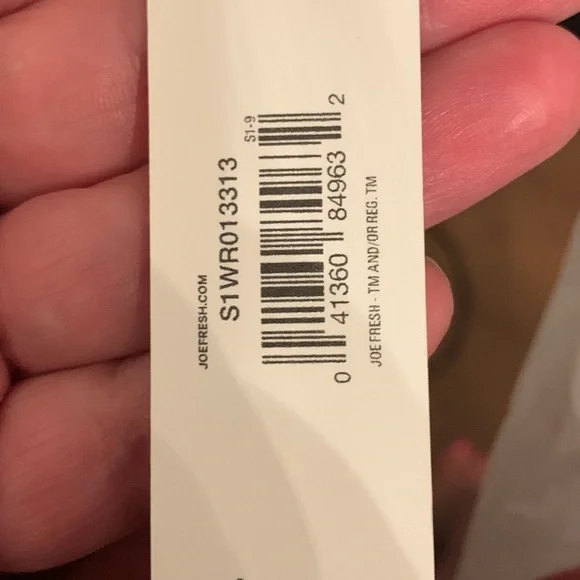 JOEFRESH.COM
S1WR013313
S1-9
0 41360 84963 2
JOE FRESH - TM AND/OR REG. TM